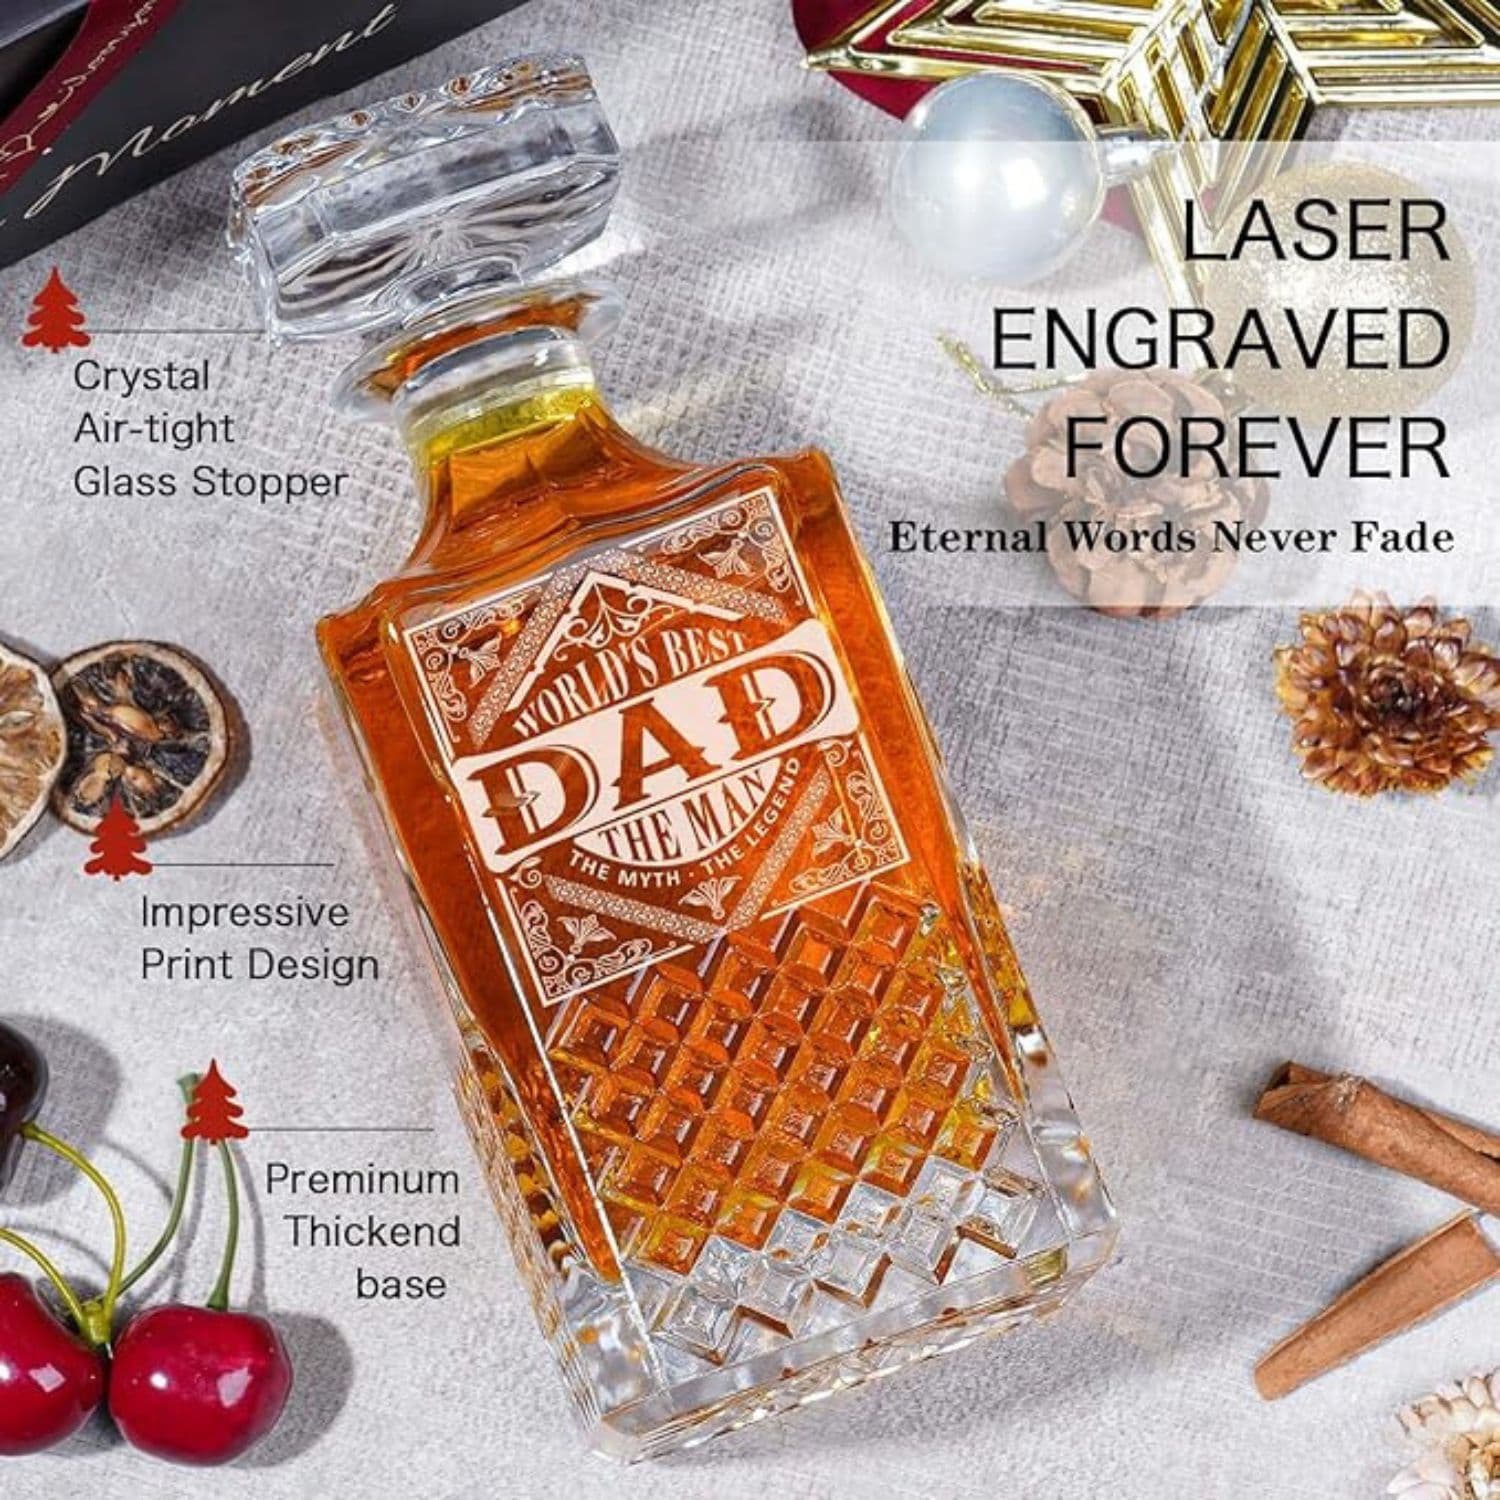 Moment
LASER
ENGRAVED
FOREVER
Eternal Words Never Fade
Crystal
Air-tight
Glass Stopper
WORLD'S BEST
DAD
THE MAN
THE MYTH · THE LEGEND
Impressive
Print Design
Preminum
Thickend
base